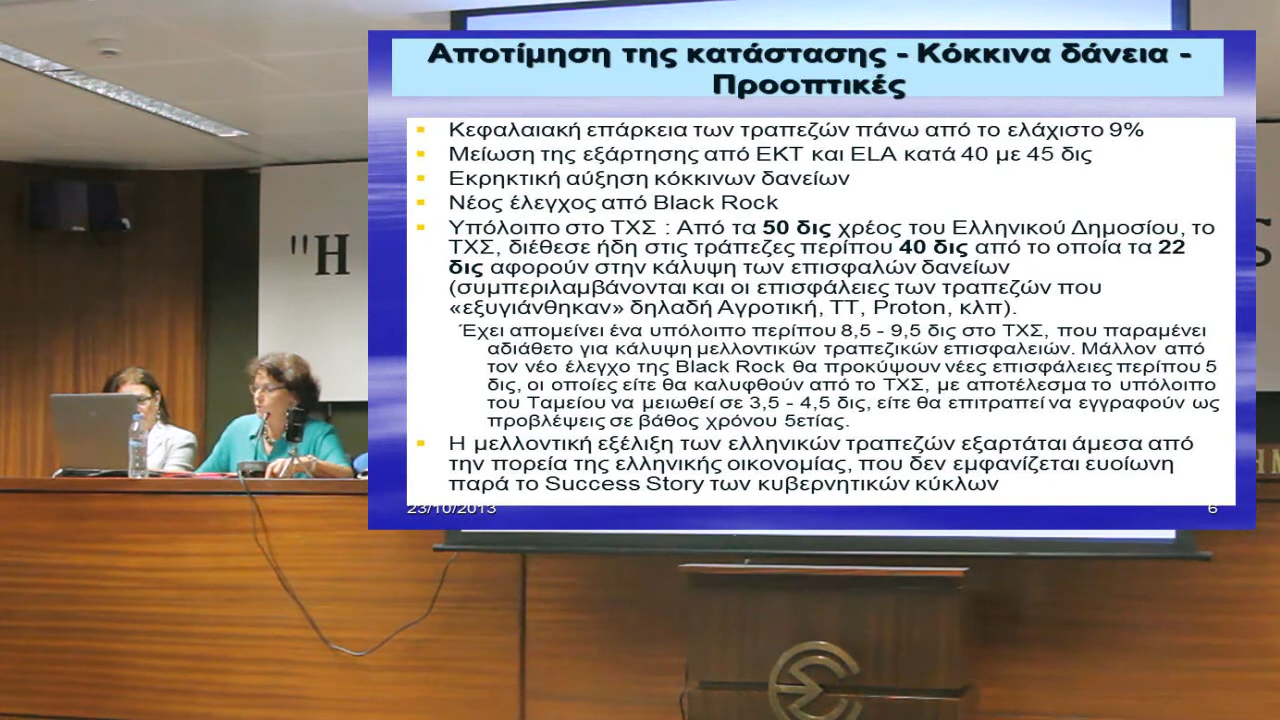 Αποτίμηση της κατάστασης - Κόκκινα δάνεια -
Προοπτικές
Κεφαλαιακή επάρκεια των τραπεζών πάνω από το ελάχιστο 9%
Μείωση της εξάρτησης από ΕΚΤ και ELA κατά 40 με 45 δις
Εκρηκτική αύξηση κόκκινων δανείων
Νέος έλεγχος από Black Rock
Υπόλοιπο στο ΤΧΣ : Από τα 50 δις χρέος του Ελληνικού Δημοσίου, το
ΤΧΣ, διέθεσε ήδη στις τράπεζες περίπου 40 δις από το οποία τα 22
δις αφορούν στην κάλυψη των επισφαλών δανείων
(συμπεριλαμβάνονται και οι επισφάλειες των τραπεζών που
«εξυγιάνθηκαν» δηλαδή Αγροτική, ΤΤ, Proton, κλπ).
Έχει απομείνει ένα υπόλοιπο περίπου 8,5 - 9,5 δις στο ΤΧΣ, που παραμένει
αδιάθετο για κάλυψη μελλοντικών τραπεζικών επισφαλειών. Μάλλον από
τον νέο έλεγχο της Black Rock θα προκύψουν νέες επισφάλειες περίπου 5
δις, οι οποίες είτε θα καλυφθούν από το ΤΧΣ, με αποτέλεσμα το υπόλοιπο
του Ταμείου να μειωθεί σε 3,5 - 4,5 δις, είτε θα επιτραπεί να εγγραφούν ως
προβλέψεις σε βάθος χρόνου 5ετίας.
Η μελλοντική εξέλιξη των ελληνικών τραπεζών εξαρτάται άμεσα από
την πορεία της ελληνικής οικονομίας, που δεν εμφανίζεται ευοίωνη
παρά το Success Story των κυβερνητικών κύκλων
23/10/2013 6
"Η